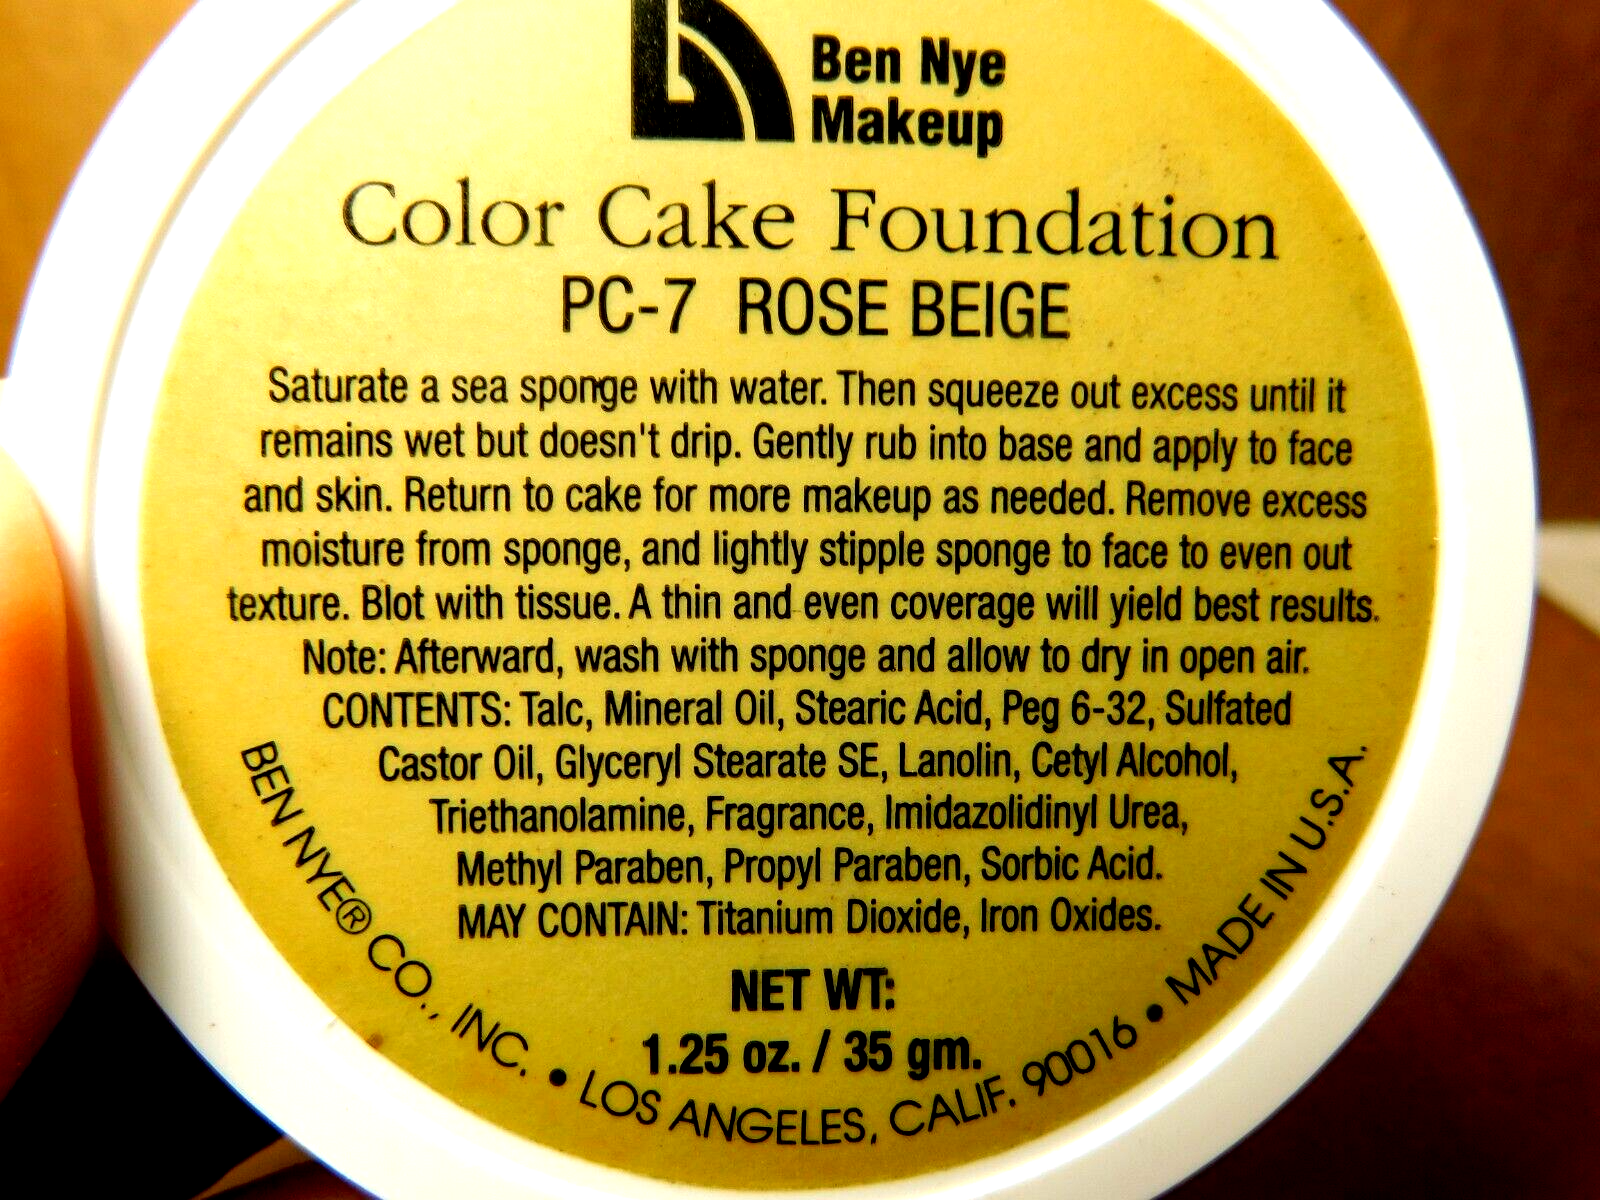 Ben Nye
Makeup
Color Cake Foundation
PC-7 ROSE BEIGE
Saturate a sea sponge with water. Then squeeze out excess until it
remains wet but doesn't drip. Gently rub into base and apply to face
and skin. Return to cake for more makeup as needed. Remove excess
moisture from sponge, and lightly stipple sponge to face to even out
texture. Blot with tissue. A thin and even coverage will yield best results.
Note: Afterward, wash with sponge and allow to dry in open air.
CONTENTS: Talc, Mineral Oil, Stearic Acid, Peg 6-32, Sulfated
Castor Oil, Glyceryl Stearate SE, Lanolin, Cetyl Alcohol,
Triethanolamine, Fragrance, Imidazolidinyl Urea,
Methyl Paraben, Propyl Paraben, Sorbic Acid.
MAY CONTAIN: Titanium Dioxide, Iron Oxides.
NET WT:
1.25 oz. / 35 gm.
BEN NYE® CO., INC. • LOS ANGELES, CALIF. 90016 • MADE IN U.S.A.